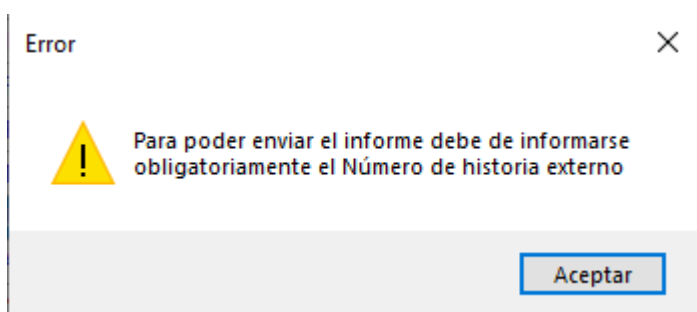 Error
Para poder enviar el informe debe de informarse
obligatoriamente el Número de historia externo
Aceptar